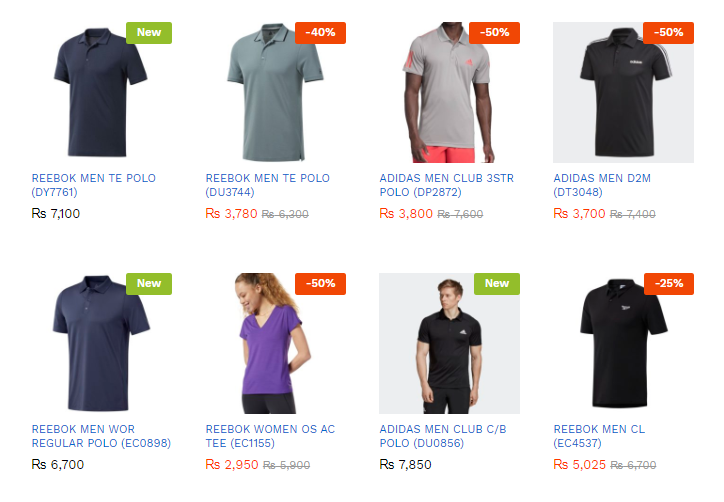 New
-40%
-50%
-50%
adidas
REEBOK MEN TE POLO
(DY7761)
₨ 7,100
REEBOK MEN TE POLO
(DU3744)
₨ 3,780 ₨ 6,300
ADIDAS MEN CLUB 3STR
POLO (DP2872)
₨ 3,800 ₨ 7,600
ADIDAS MEN D2M
(DT3048)
₨ 3,700 ₨ 7,400
New
-50%
New
-25%
REEBOK MEN WOR
REGULAR POLO (EC0898)
₨ 6,700
REEBOK WOMEN OS AC
TEE (EC1155)
₨ 2,950 ₨ 5,900
ADIDAS MEN CLUB C/B
POLO (DU0856)
₨ 7,850
REEBOK MEN CL
(EC4537)
₨ 5,025 ₨ 6,700